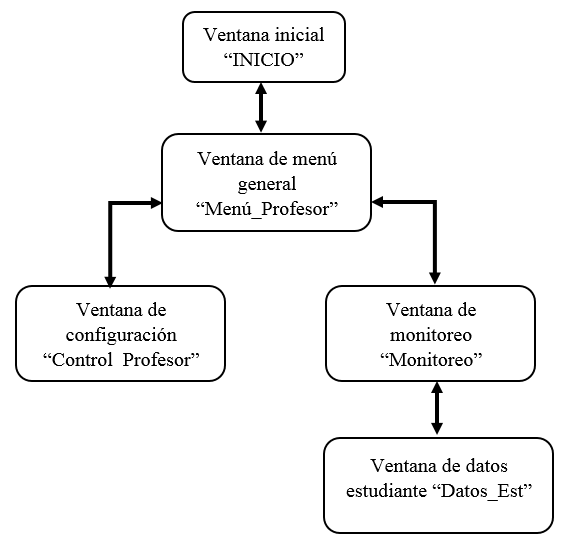 Ventana inicial
“INICIO”
Ventana de menú
general
“Menú_Profesor”
Ventana de
configuración
“Control Profesor”
Ventana de
monitoreo
“Monitoreo”
Ventana de datos
estudiante “Datos_Est”